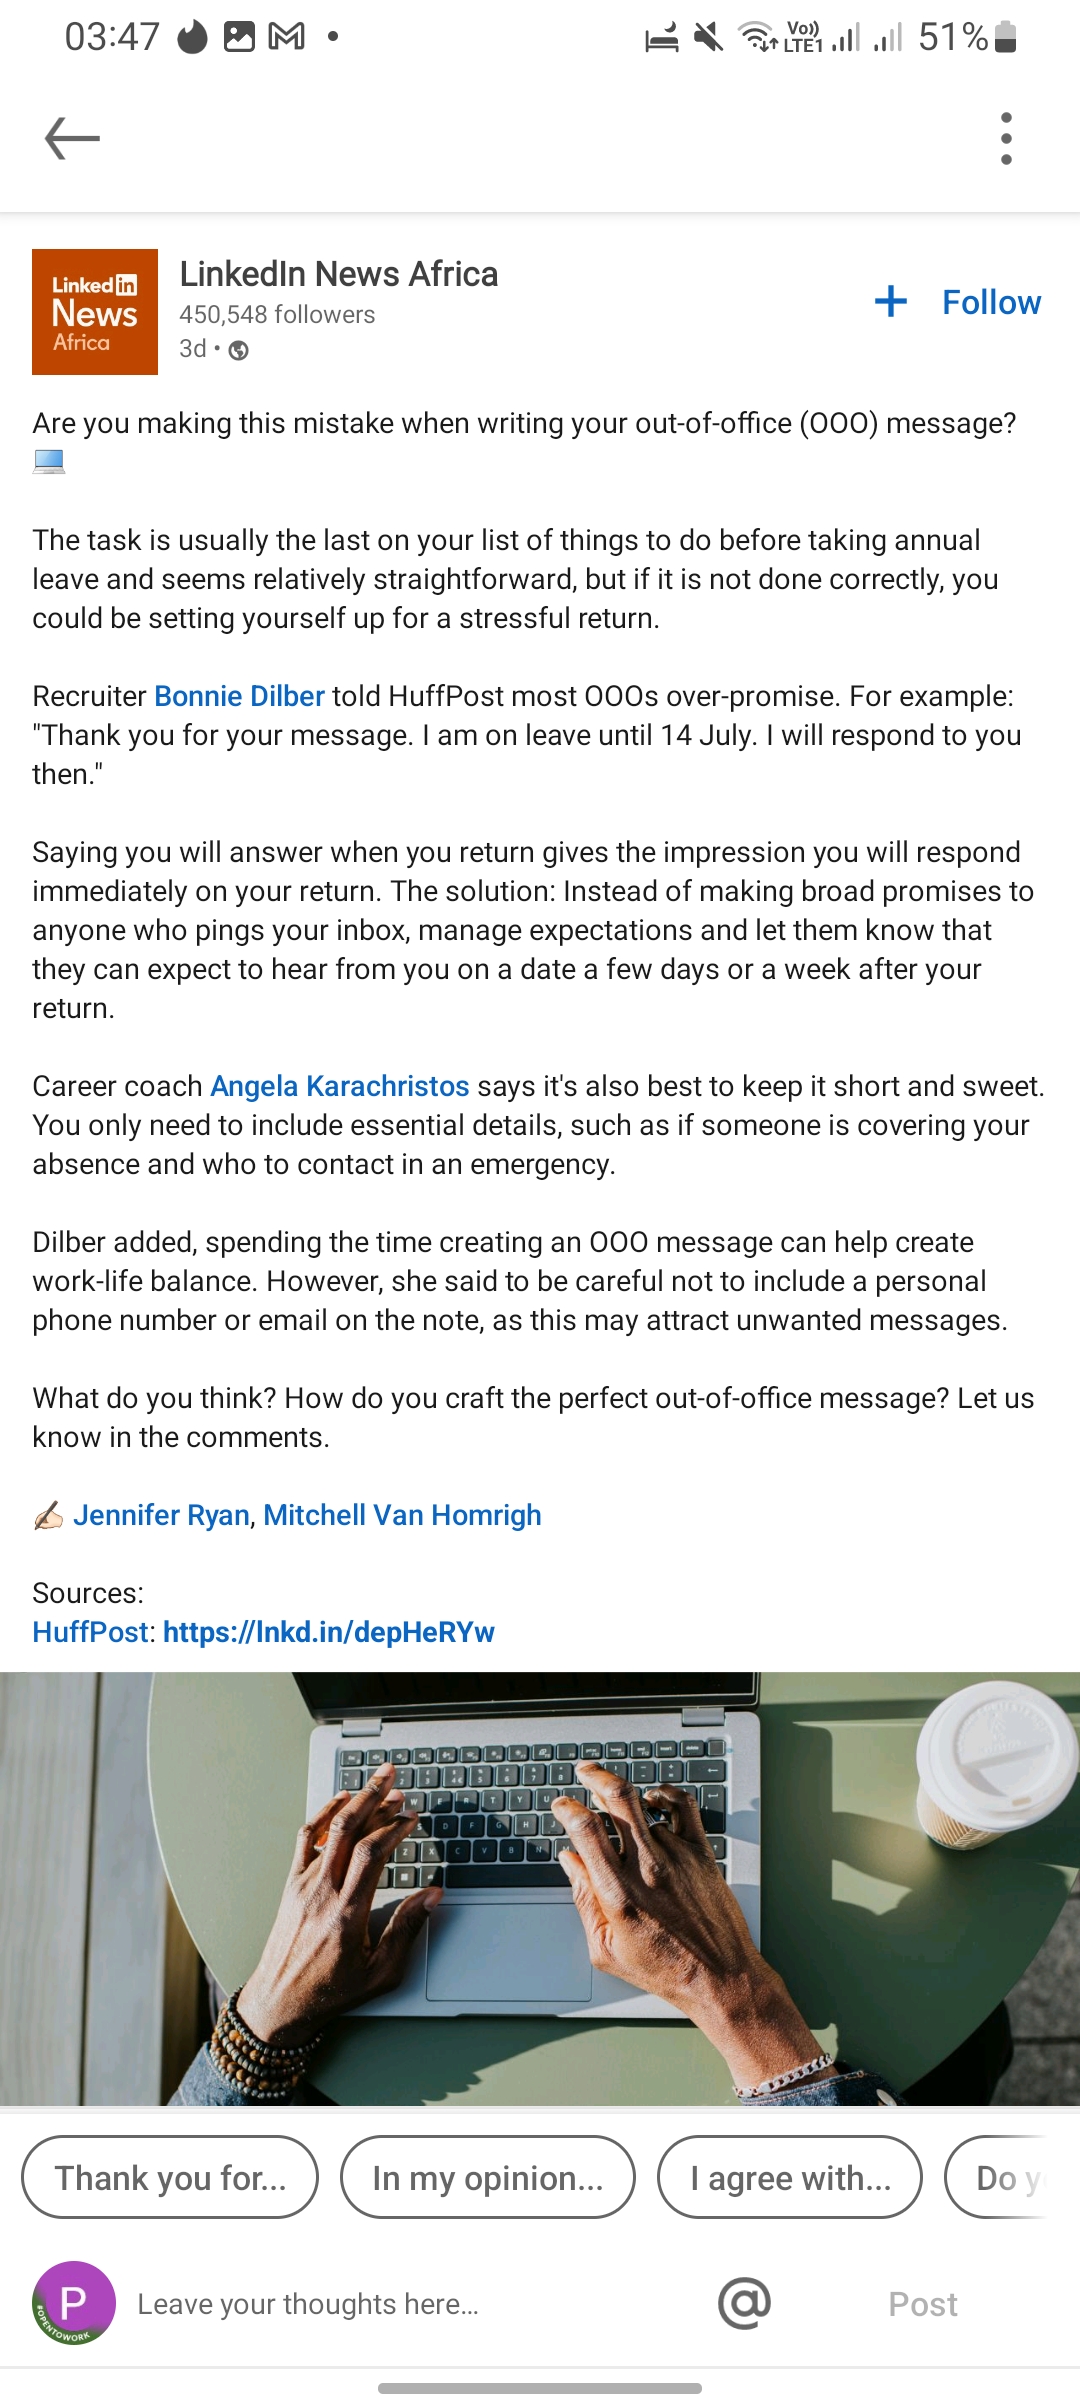 03:47
Vo)) LTE1
51%
Linked in
News
Africa
LinkedIn News Africa
450,548 followers
3d •
+ Follow
Are you making this mistake when writing your out-of-office (OOO) message?
💻
The task is usually the last on your list of things to do before taking annual
leave and seems relatively straightforward, but if it is not done correctly, you
could be setting yourself up for a stressful return.
Recruiter Bonnie Dilber told HuffPost most OOOs over-promise. For example:
"Thank you for your message. I am on leave until 14 July. I will respond to you
then."
Saying you will answer when you return gives the impression you will respond
immediately on your return. The solution: Instead of making broad promises to
anyone who pings your inbox, manage expectations and let them know that
they can expect to hear from you on a date a few days or a week after your
return.
Career coach Angela Karachristos says it's also best to keep it short and sweet.
You only need to include essential details, such as if someone is covering your
absence and who to contact in an emergency.
Dilber added, spending the time creating an OOO message can help create
work-life balance. However, she said to be careful not to include a personal
phone number or email on the note, as this may attract unwanted messages.
What do you think? How do you craft the perfect out-of-office message? Let us
know in the comments.
✍🏻 Jennifer Ryan, Mitchell Van Homrigh
Sources:
HuffPost: https://lnkd.in/depHeRYw
Thank you for...
In my opinion...
I agree with...
Do y
P
#OPENTOWORK
Leave your thoughts here...
@
Post